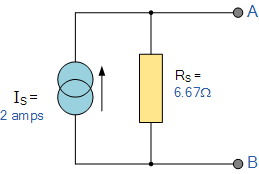 A
Rs =
6.67Ω
Is =
2 amps
B